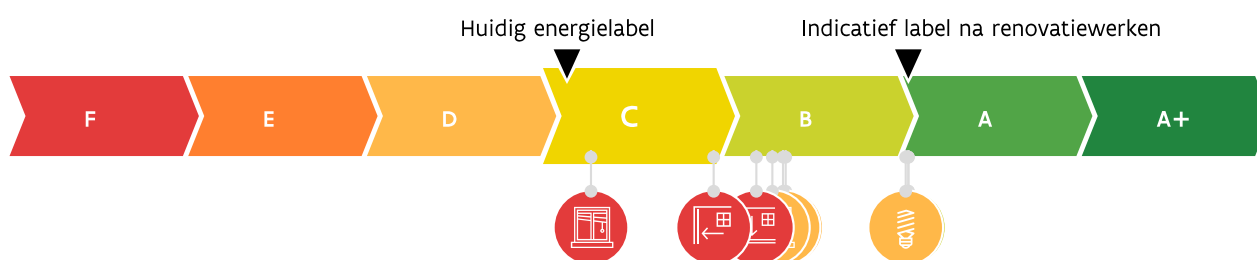 Huidig energielabel
Indicatief label na renovatiewerken
F
E
D
C
B
A
A+